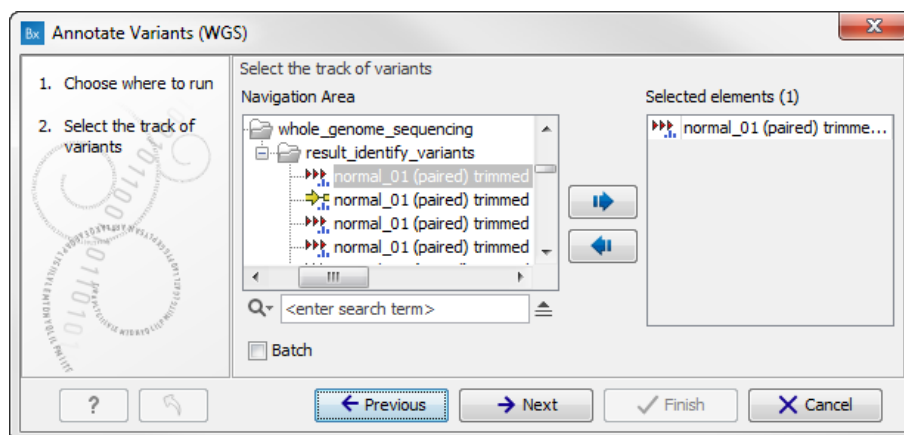 Bx Annotate Variants (WGS)
1. Choose where to run
2. Select the track of
variants
Select the track of variants
Navigation Area
whole_genome_sequencing
result_identify_variants
normal_01 (paired) trimmed
normal_01 (paired) trimmed
normal_01 (paired) trimmed
normal_01 (paired) trimmed
<enter search term>
Batch
Selected elements (1)
normal_01 (paired) trimme...
?
Previous
Next
Finish
Cancel